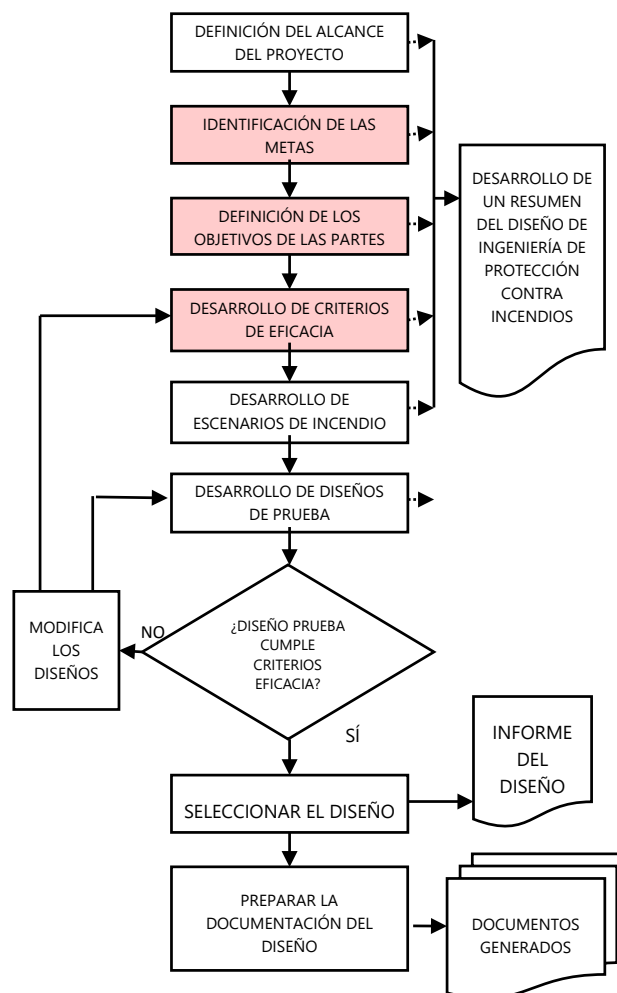 DEFINICIÓN DEL ALCANCE
DEL PROYECTO
IDENTIFICACIÓN DE LAS
METAS
DEFINICIÓN DE LOS
OBJETIVOS DE LAS PARTES
DESARROLLO DE CRITERIOS
DE EFICACIA
DESARROLLO DE
ESCENARIOS DE INCENDIO
DESARROLLO DE DISEÑOS
DE PRUEBA
DESARROLLO DE
UN RESUMEN
DEL DISEÑO DE
INGENIERÍA DE
PROTECCIÓN
CONTRA
INCENDIOS
¿DISEÑO PRUEBA
CUMPLE
CRITERIOS
EFICACIA?
NO
MODIFICA
LOS
DISEÑOS
SÍ
SELECCIONAR EL DISEÑO
INFORME
DEL
DISEÑO
PREPARAR LA
DOCUMENTACIÓN DEL
DISEÑO
DOCUMENTOS
GENERADOS